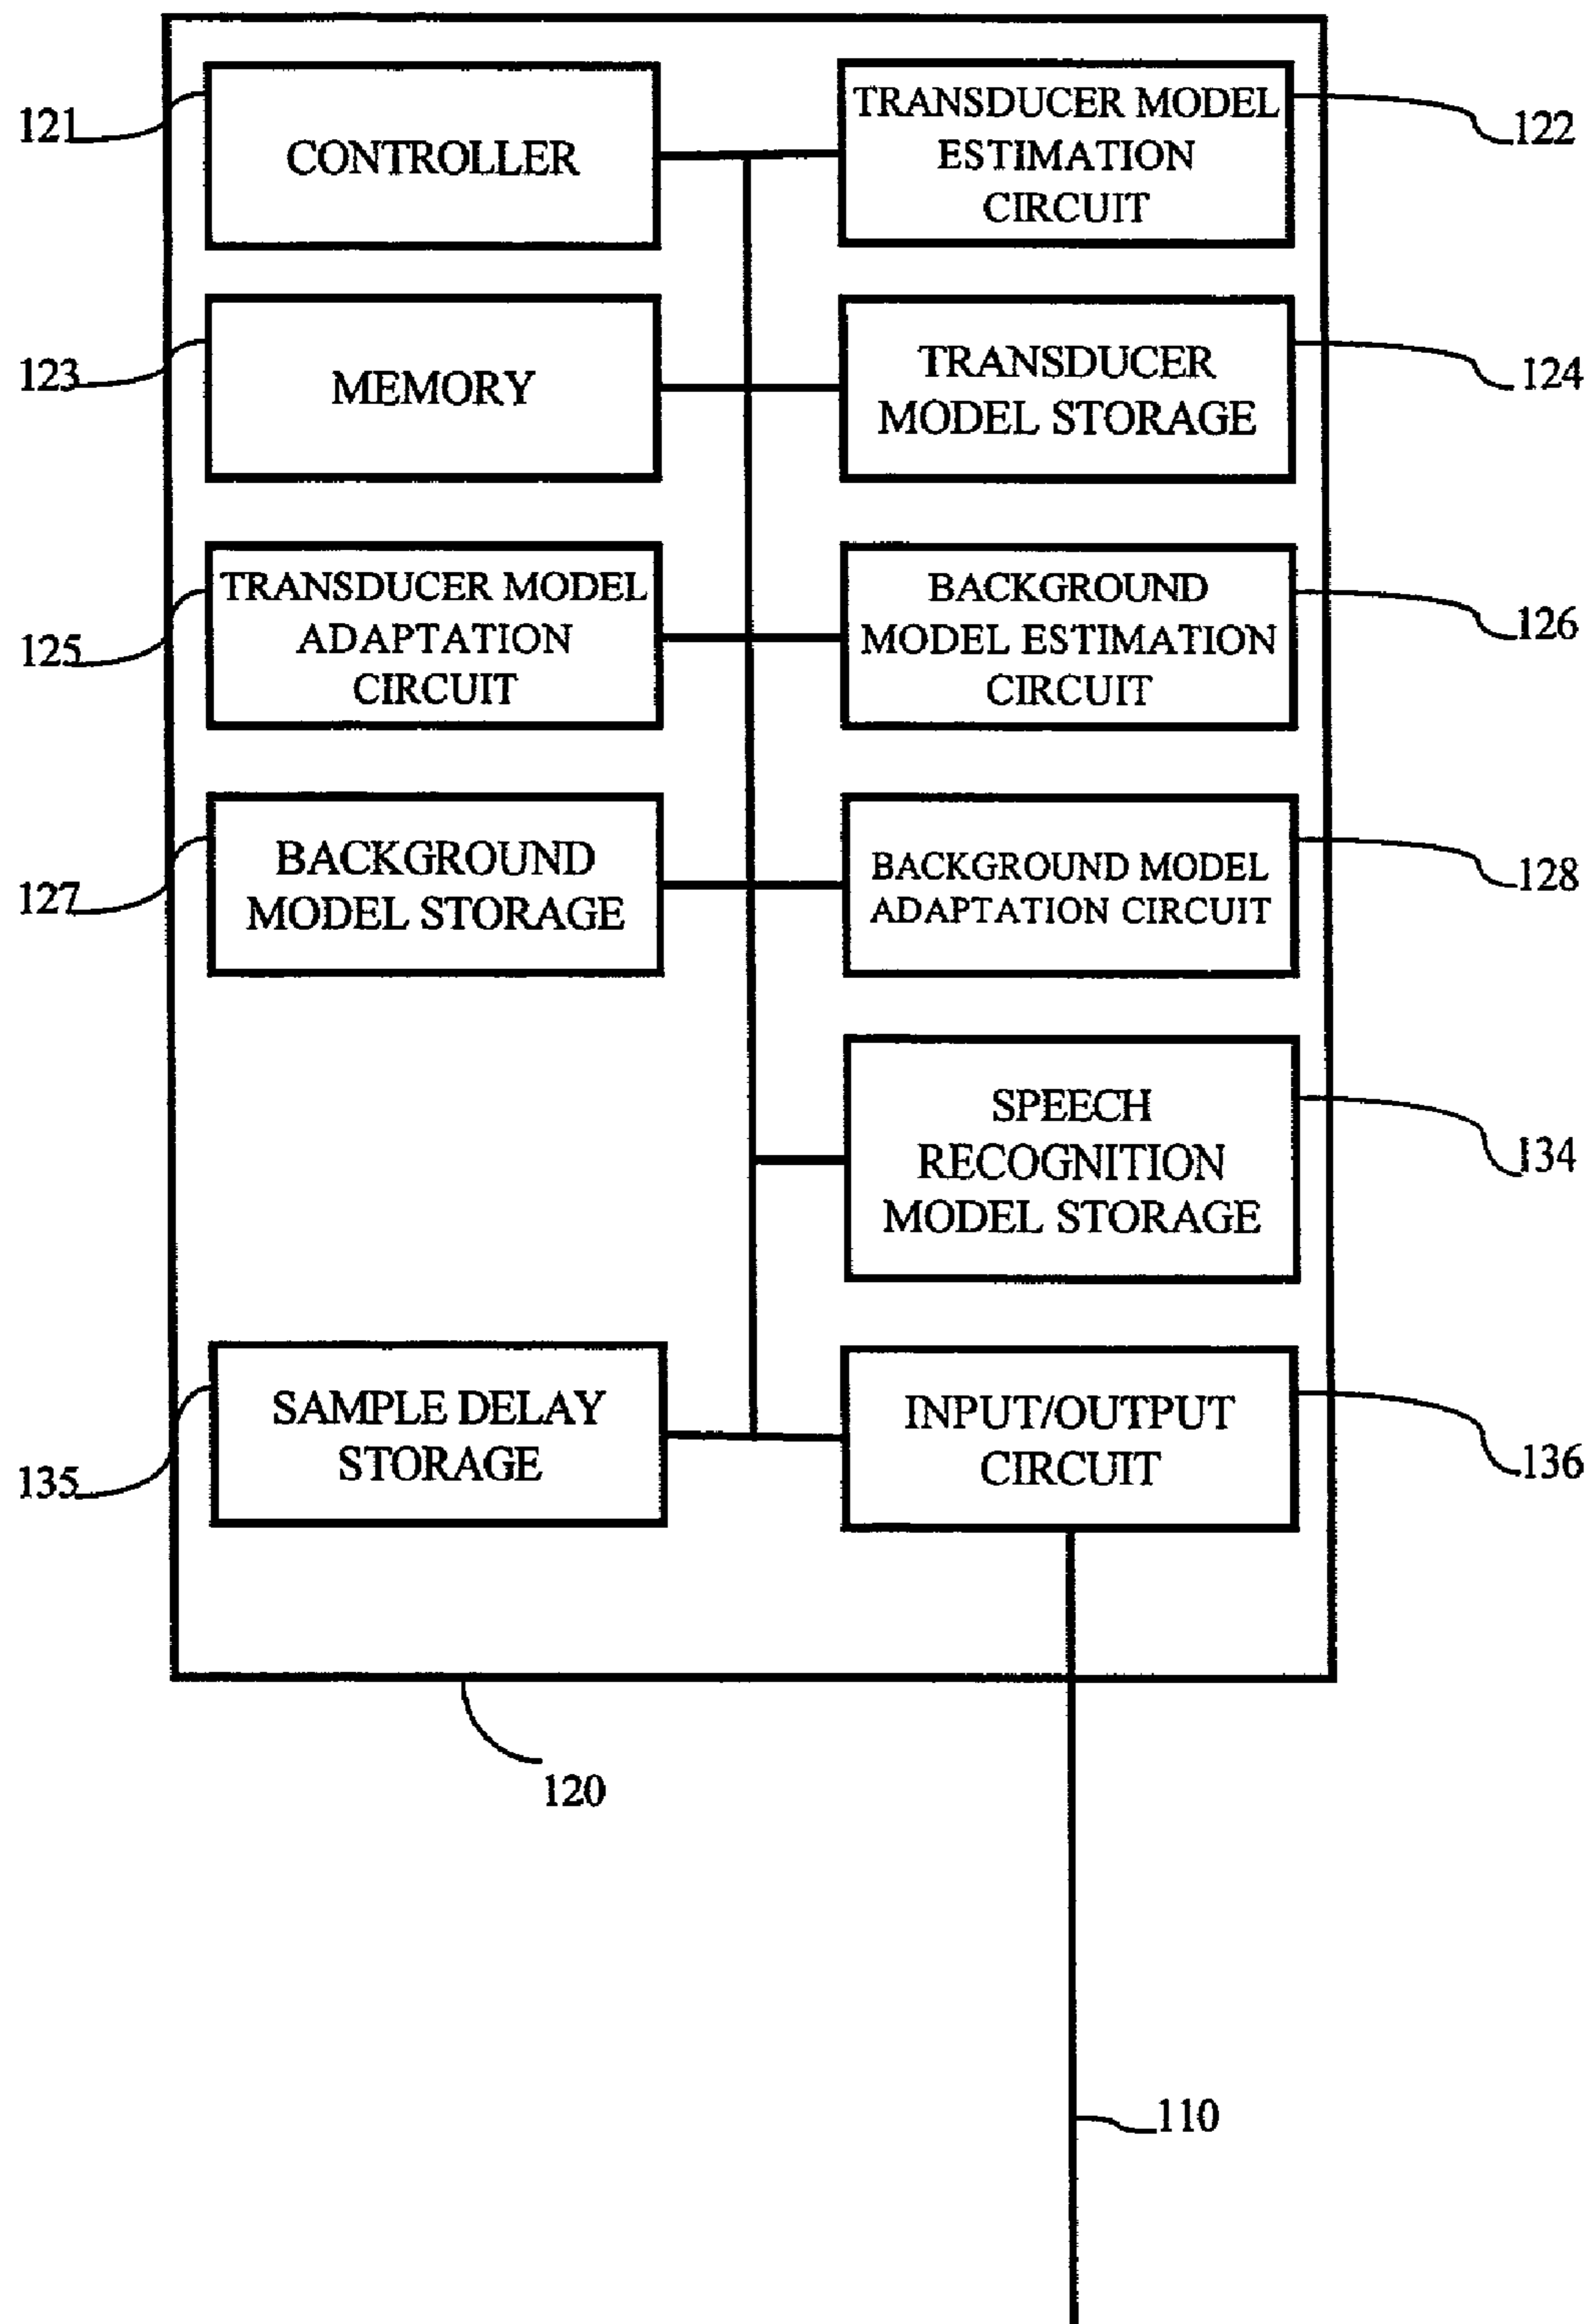 121
CONTROLLER
TRANSDUCER MODEL
ESTIMATION
CIRCUIT
122
123
MEMORY
TRANSDUCER
MODEL STORAGE
124
125
TRANSDUCER MODEL
ADAPTATION
CIRCUIT
BACKGROUND
MODEL ESTIMATION
CIRCUIT
126
127
BACKGROUND
MODEL STORAGE
BACKGROUND MODEL
ADAPTATION CIRCUIT
128
SPEECH
RECOGNITION
MODEL STORAGE
134
135
SAMPLE DELAY
STORAGE
INPUT/OUTPUT
CIRCUIT
136
120
110